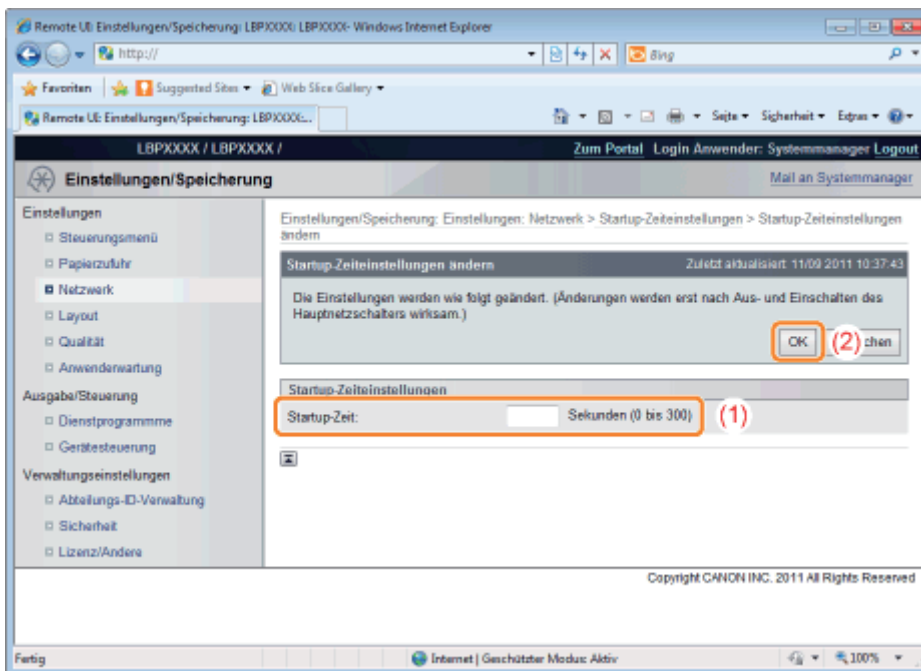 Remote UI: Einstellungen/Speicherung: LBPXXXX: LBPXXXX- Windows Internet Explorer
http://
Bing
Favoriten Suggested Sites Web Slice Gallery
Remote UI: Einstellungen/Speicherung: LBPXXXX:... Seite Sicherheit Extras
LBPXXXX / LBPXXXX / Zum Portal Login Anwender: Systemmanager Logout
Einstellungen/Speicherung Mail an Systemmanager
Einstellungen
Steuerungsmenü
Papierzufuhr
Netzwerk
Layout
Qualität
Anwenderwartung
Ausgabe/Steuerung
Dienstprogrammme
Gerätesteuerung
Verwaltungseinstellungen
Abteilungs-ID-Verwaltung
Sicherheit
Lizenz/Andere
Einstellungen/Speicherung: Einstellungen: Netzwerk > Startup-Zeiteinstellungen > Startup-Zeiteinstellungen
ändern
Startup-Zeiteinstellungen ändern Zuletzt aktualisiert: 11/09 2011 10:37:43
Die Einstellungen werden wie folgt geändert. (Änderungen werden erst nach Aus- und Einschalten des
Hauptnetzschalters wirksam.)
OK (2) chen
Startup-Zeiteinstellungen
Startup-Zeit: Sekunden (0 bis 300) (1)
Copyright CANON INC. 2011 All Rights Reserved
Fertig Internet | Geschützter Modus: Aktiv 100%